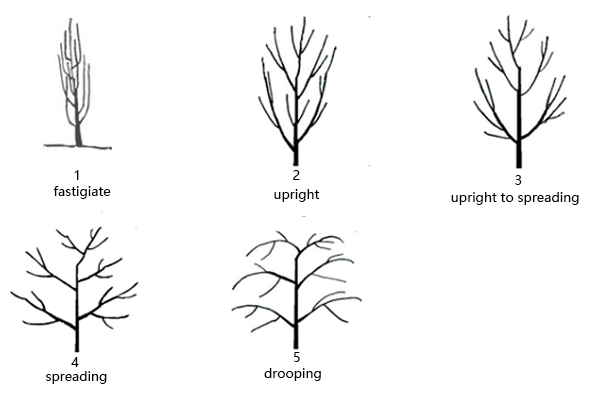 1
fastigiate
2
upright
3
upright to spreading
4
spreading
5
drooping